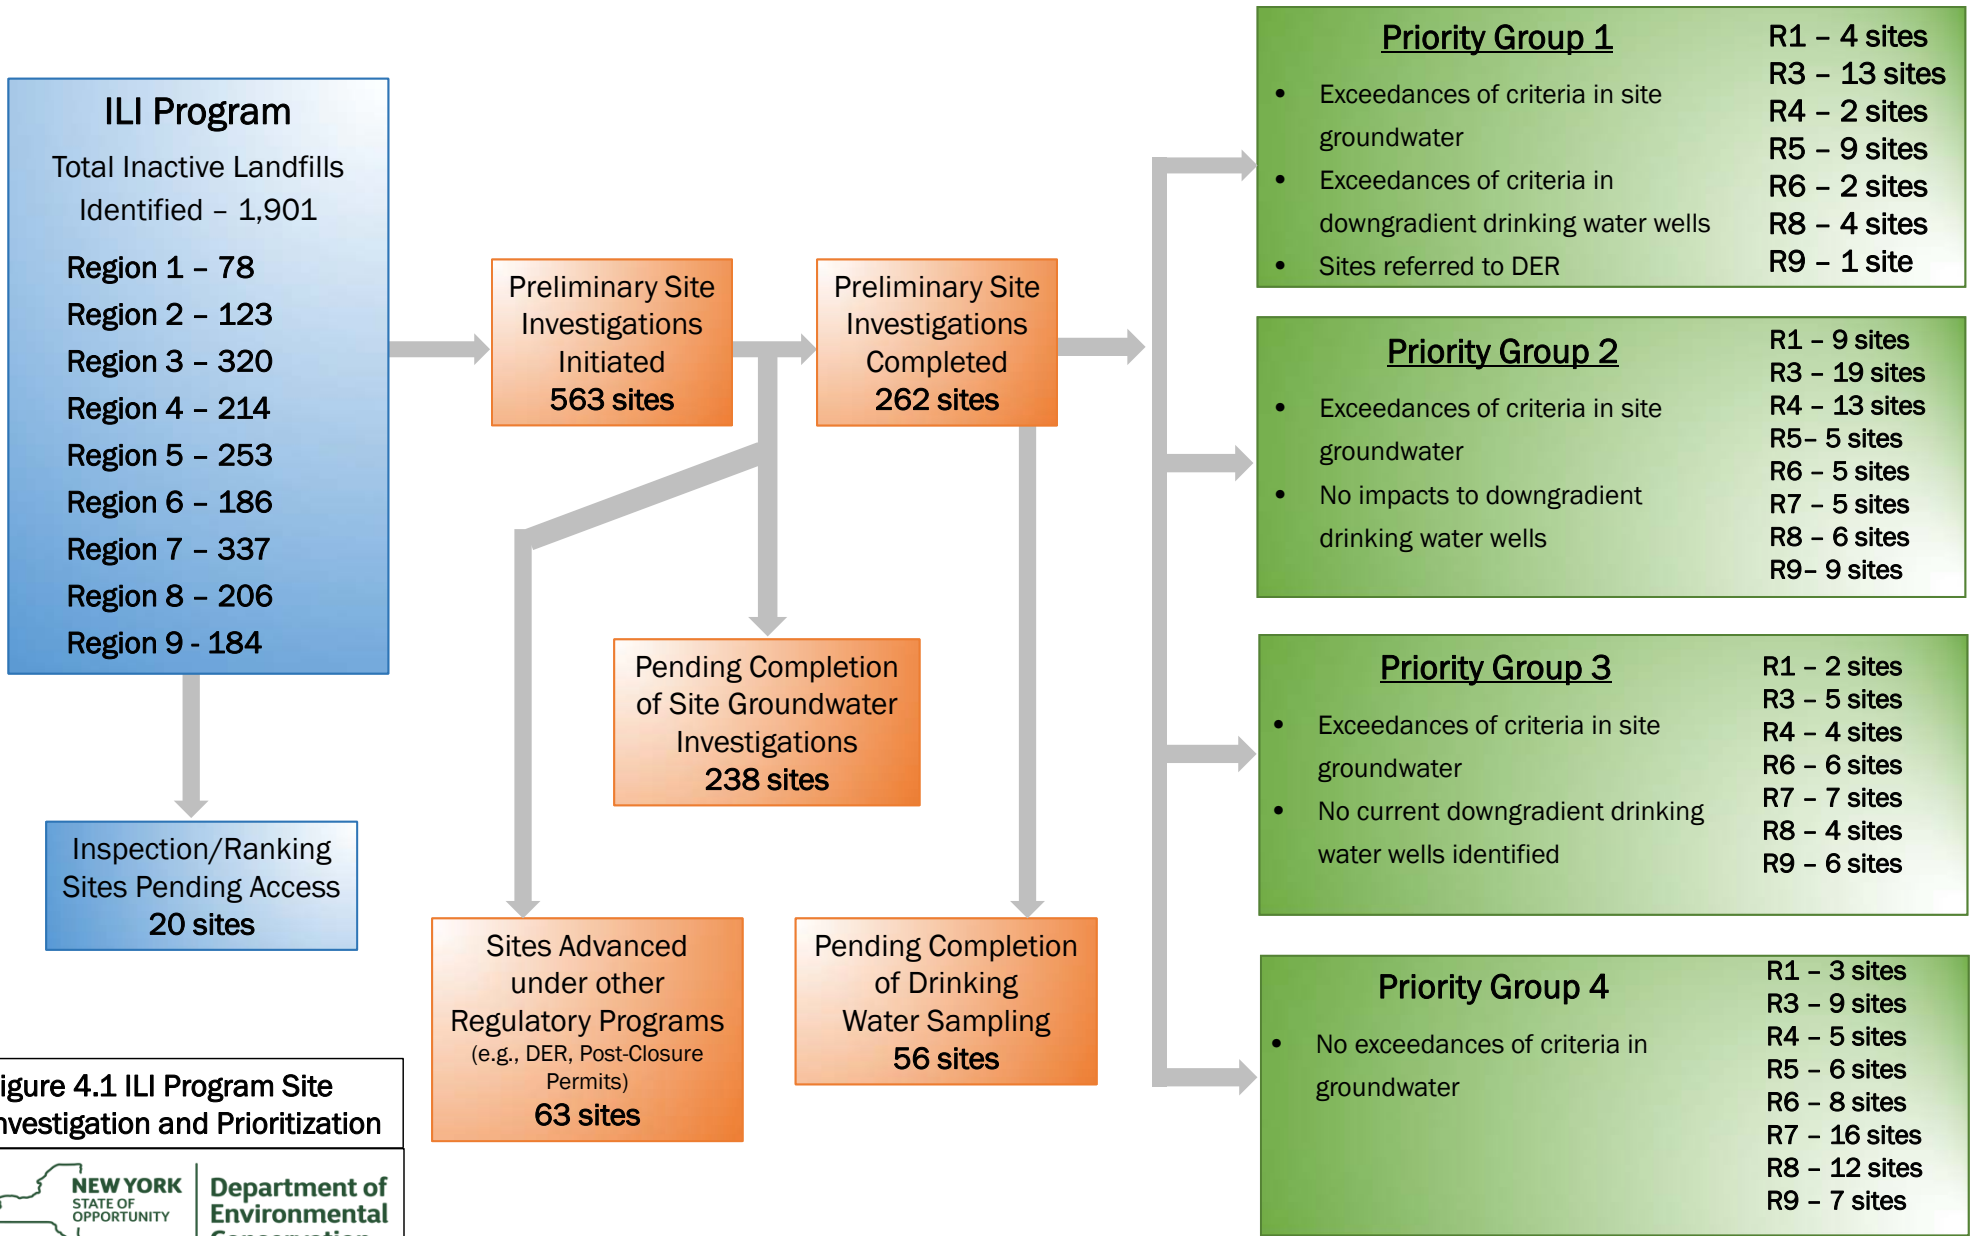 ILI Program
Total Inactive Landfills
Identified – 1,901
Region 1 – 78
Region 2 – 123
Region 3 – 320
Region 4 – 214
Region 5 – 253
Region 6 – 186
Region 7 – 337
Region 8 – 206
Region 9 - 184
Inspection/Ranking
Sites Pending Access
20 sites
Preliminary Site
Investigations
Initiated
563 sites
Preliminary Site
Investigations
Completed
262 sites
Pending Completion
of Site Groundwater
Investigations
238 sites
Sites Advanced
under other
Regulatory Programs
(e.g., DER, Post-Closure
Permits)
63 sites
Pending Completion
of Drinking
Water Sampling
56 sites
Priority Group 1
• Exceedances of criteria in site
groundwater
• Exceedances of criteria in
downgradient drinking water wells
• Sites referred to DER
R1 – 4 sites
R3 – 13 sites
R4 – 2 sites
R5 – 9 sites
R6 – 2 sites
R8 – 4 sites
R9 – 1 site
Priority Group 2
• Exceedances of criteria in site
groundwater
• No impacts to downgradient
drinking water wells
R1 – 9 sites
R3 – 19 sites
R4 – 13 sites
R5– 5 sites
R6 – 5 sites
R7 – 5 sites
R8 – 6 sites
R9– 9 sites
Priority Group 3
• Exceedances of criteria in site
groundwater
• No current downgradient drinking
water wells identified
R1 – 2 sites
R3 – 5 sites
R4 – 4 sites
R6 – 6 sites
R7 – 7 sites
R8 – 4 sites
R9 – 6 sites
Priority Group 4
• No exceedances of criteria in
groundwater
R1 – 3 sites
R3 – 9 sites
R4 – 5 sites
R5 – 6 sites
R6 – 8 sites
R7 – 16 sites
R8 – 12 sites
R9 – 7 sites
igure 4.1 ILI Program Site
nvestigation and Prioritization
NEW YORK
STATE OF
OPPORTUNITY
Department of
Environmental
Conservation